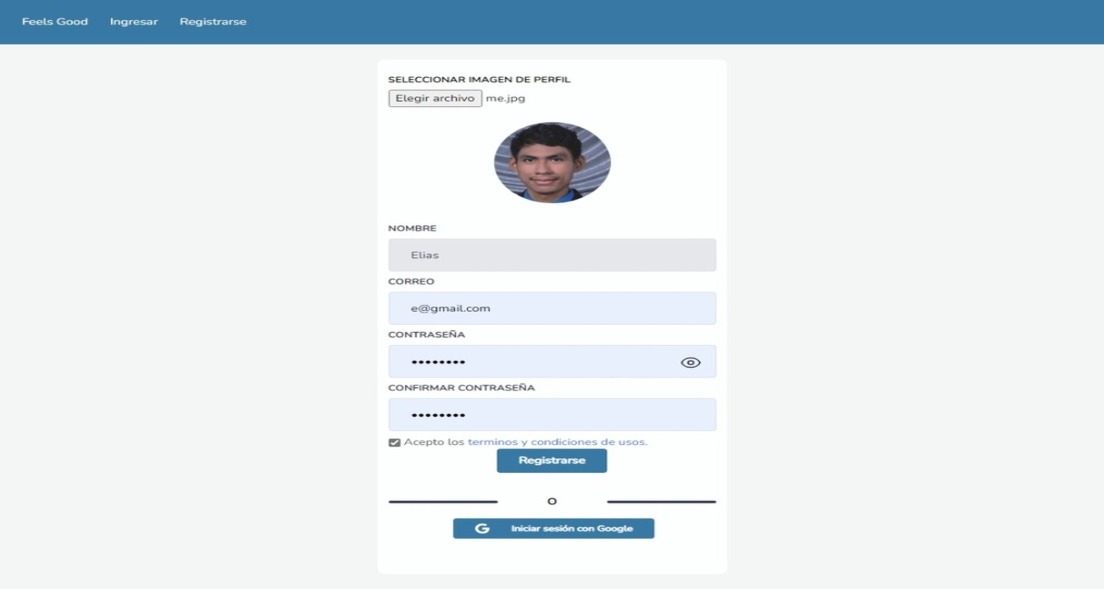 Feels Good Ingresar Registrarse
SELECCIONAR IMAGEN DE PERFIL
Elegir archivo me.jpg
NOMBRE
Elias
CORREO
e@gmail.com
CONTRASEÑA
••••••••
CONFIRMAR CONTRASEÑA
••••••••
Acepto los terminos y condiciones de usos.
Registrarse
O
G Iniciar sesión con Google